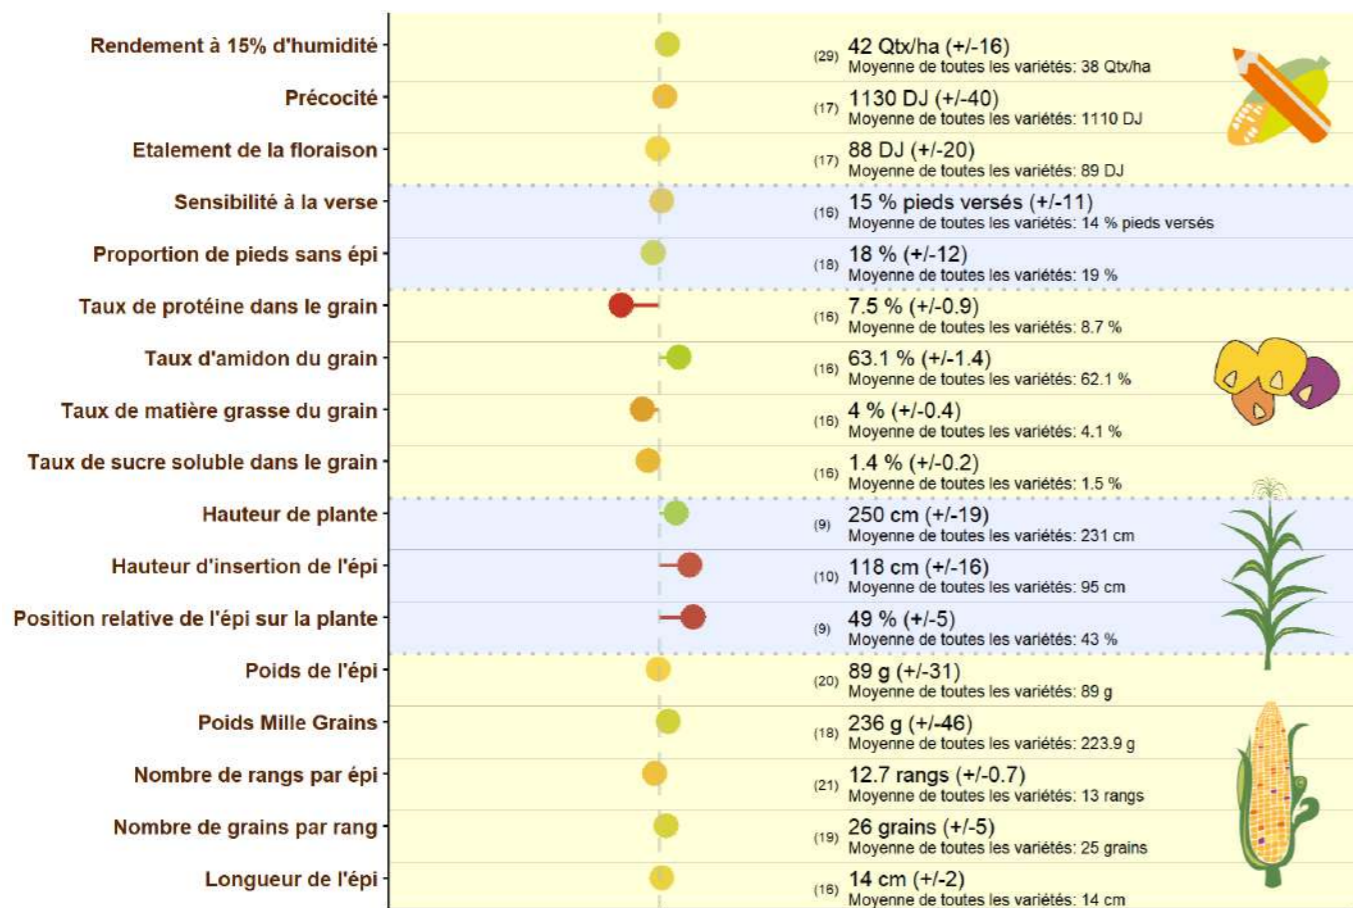 Rendement à 15% d'humidité
(29) 42 Qtx/ha (+/-16)
Moyenne de toutes les variétés: 38 Qtx/ha
Précocité
(17) 1130 DJ (+/-40)
Moyenne de toutes les variétés: 1110 DJ
Etalement de la floraison
(17) 88 DJ (+/-20)
Moyenne de toutes les variétés: 89 DJ
Sensibilité à la verse
(16) 15 % pieds versés (+/-11)
Moyenne de toutes les variétés: 14 % pieds versés
Proportion de pieds sans épi
(18) 18 % (+/-12)
Moyenne de toutes les variétés: 19 %
Taux de protéine dans le grain
(16) 7.5 % (+/-0.9)
Moyenne de toutes les variétés: 8.7 %
Taux d'amidon du grain
(16) 63.1 % (+/-1.4)
Moyenne de toutes les variétés: 62.1 %
Taux de matière grasse du grain
(16) 4 % (+/-0.4)
Moyenne de toutes les variétés: 4.1 %
Taux de sucre soluble dans le grain
(16) 1.4 % (+/-0.2)
Moyenne de toutes les variétés: 1.5 %
Hauteur de plante
(9) 250 cm (+/-19)
Moyenne de toutes les variétés: 231 cm
Hauteur d'insertion de l'épi
(10) 118 cm (+/-16)
Moyenne de toutes les variétés: 95 cm
Position relative de l'épi sur la plante
(9) 49 % (+/-5)
Moyenne de toutes les variétés: 43 %
Poids de l'épi
(20) 89 g (+/-31)
Moyenne de toutes les variétés: 89 g
Poids Mille Grains
(18) 236 g (+/-46)
Moyenne de toutes les variétés: 223.9 g
Nombre de rangs par épi
(21) 12.7 rangs (+/-0.7)
Moyenne de toutes les variétés: 13 rangs
Nombre de grains par rang
(19) 26 grains (+/-5)
Moyenne de toutes les variétés: 25 grains
Longueur de l'épi
(16) 14 cm (+/-2)
Moyenne de toutes les variétés: 14 cm